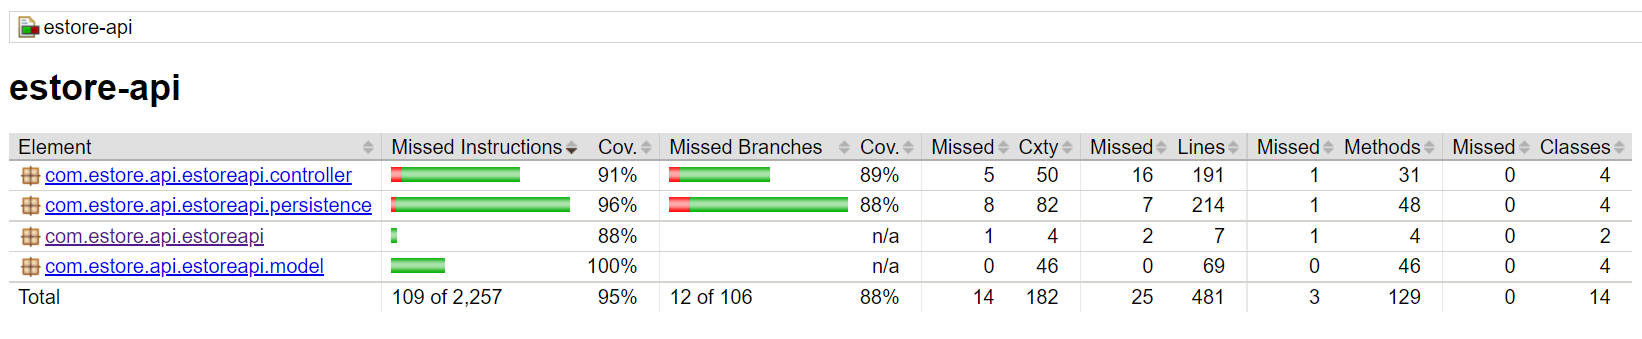 estore-api
estore-api
Element Missed Instructions Cov. Missed Branches Cov. Missed Cxty Missed Lines Missed Methods Missed Classes
com.estore.api.estoreapi.controller 91% 89% 5 50 16 191 1 31 0 4
com.estore.api.estoreapi.persistence 96% 88% 8 82 7 214 1 48 0 4
com.estore.api.estoreapi 88% n/a 1 4 2 7 1 4 0 2
com.estore.api.estoreapi.model 100% n/a 0 46 0 69 0 46 0 4
Total 109 of 2,257 95% 12 of 106 88% 14 182 25 481 3 129 0 14